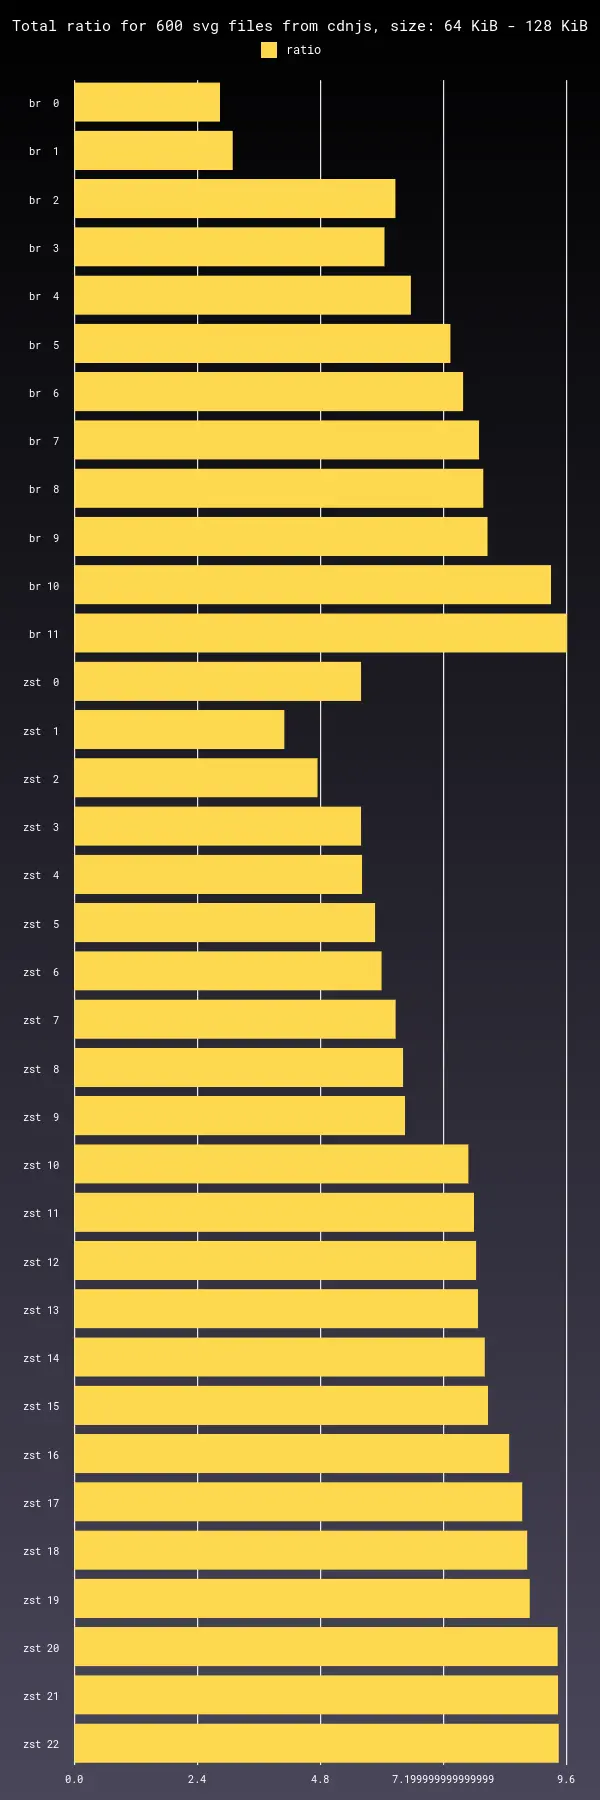 Total ratio for 600 svg files from cdnjs, size: 64 KiB - 128 KiB
ratio
br 0
br 1
br 2
br 3
br 4
br 5
br 6
br 7
br 8
br 9
br 10
br 11
zst 0
zst 1
zst 2
zst 3
zst 4
zst 5
zst 6
zst 7
zst 8
zst 9
zst 10
zst 11
zst 12
zst 13
zst 14
zst 15
zst 16
zst 17
zst 18
zst 19
zst 20
zst 21
zst 22
0.0 2.4 4.8 7.199999999999999 9.6